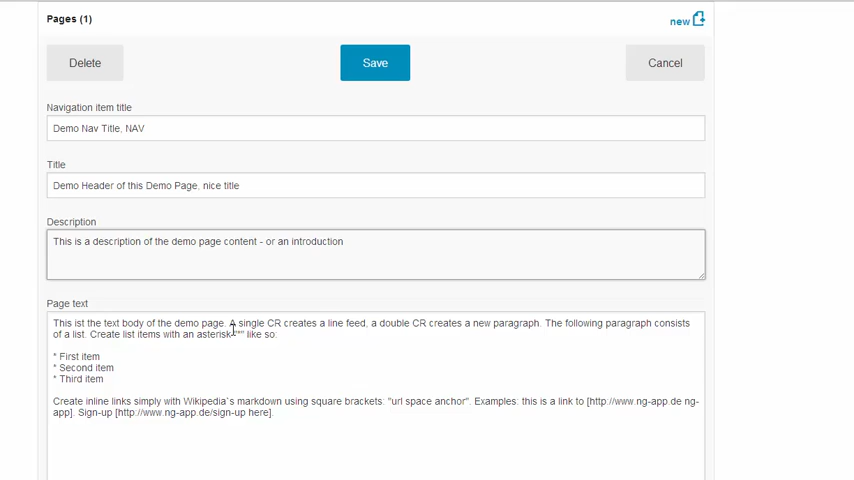 Pages (1)
new
Delete
Save
Cancel
Navigation item title
Demo Nav Title, NAV
Title
Demo Header of this Demo Page, nice title
Description
This is a description of the demo page content - or an introduction
Page text
This ist the text body of the demo page. A single CR creates a line feed, a double CR creates a new paragraph. The following paragraph consists
of a list. Create list items with an asterisk "*" like so:
* First item
* Second item
* Third item
Create inline links simply with Wikipedia`s markdown using square brackets: "url space anchor". Examples: this is a link to [http://www.ng-app.de ng-
app]. Sign-up [http://www.ng-app.de/sign-up here].